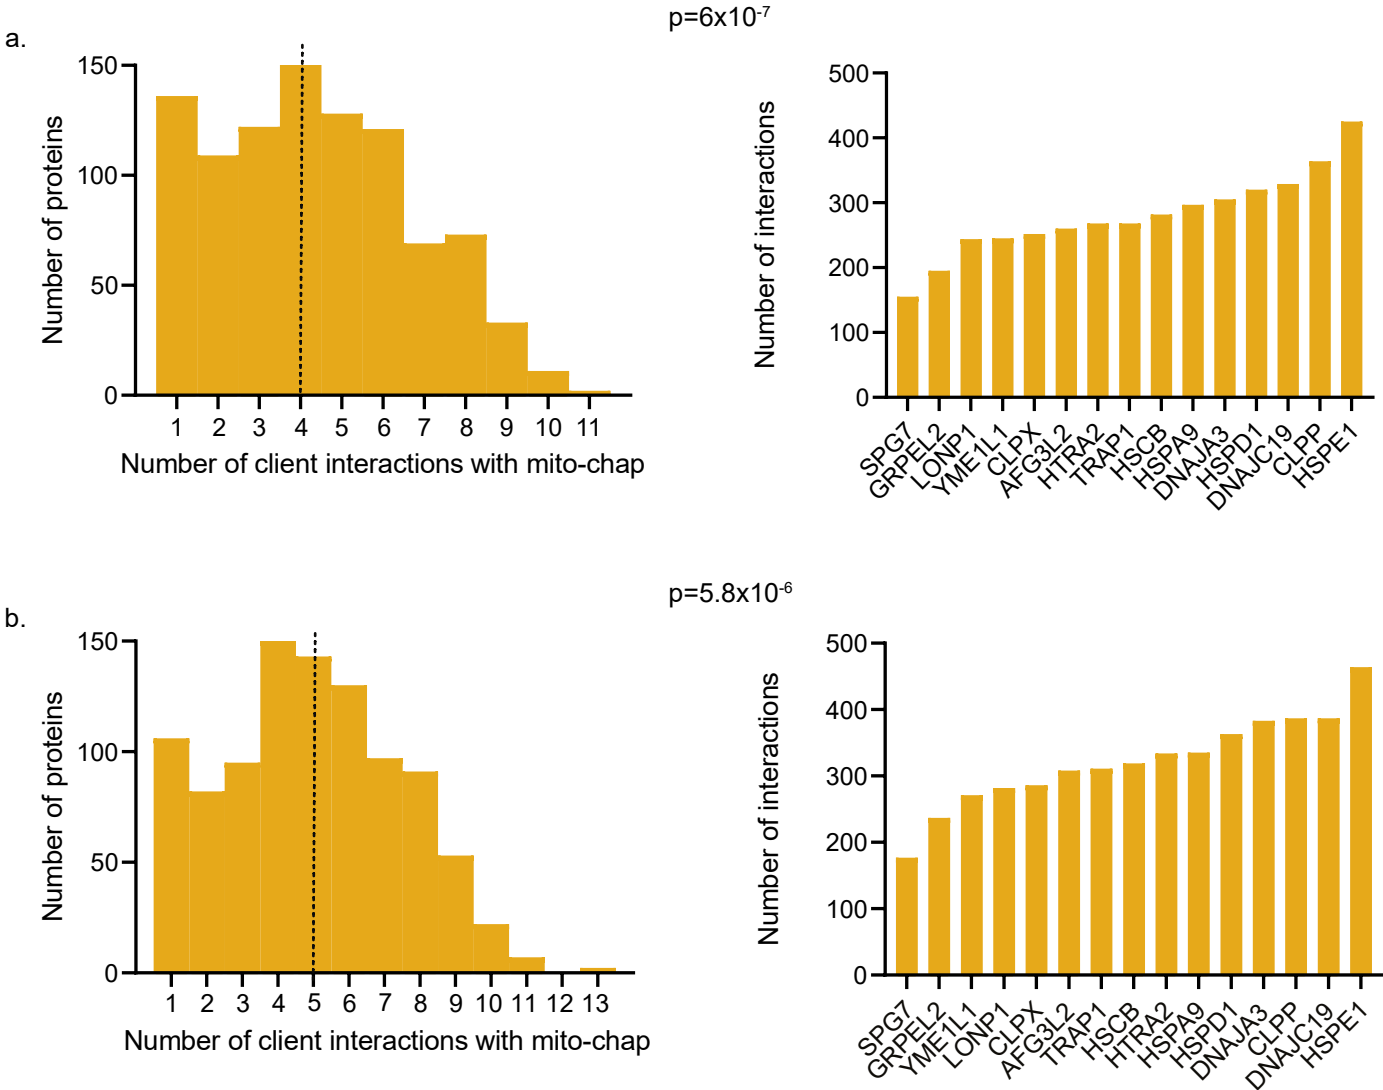 p=6x10-7
a.
150
100
50
0
Number of proteins
1 2 3 4 5 6 7 8 9 10 11
Number of client interactions with mito-chap
500
400
300
200
100
0
Number of interactions
SPG7 GRPEL2 LONP1 YME1L1 CLPX AFG3L2 HTRA2 TRAP1 HSCB HSPA9 DNAJA3 HSPD1 DNAJC19 CLPP HSPE1
p=5.8x10-6
b.
150
100
50
0
Number of proteins
1 2 3 4 5 6 7 8 9 10 11 12 13
Number of client interactions with mito-chap
500
400
300
200
100
0
Number of interactions
SPG7 GRPEL2 YME1L1 LONP1 CLPX AFG3L2 TRAP1 HSCB HTRA2 HSPA9 HSPD1 DNAJA3 CLPP DNAJC19 HSPE1